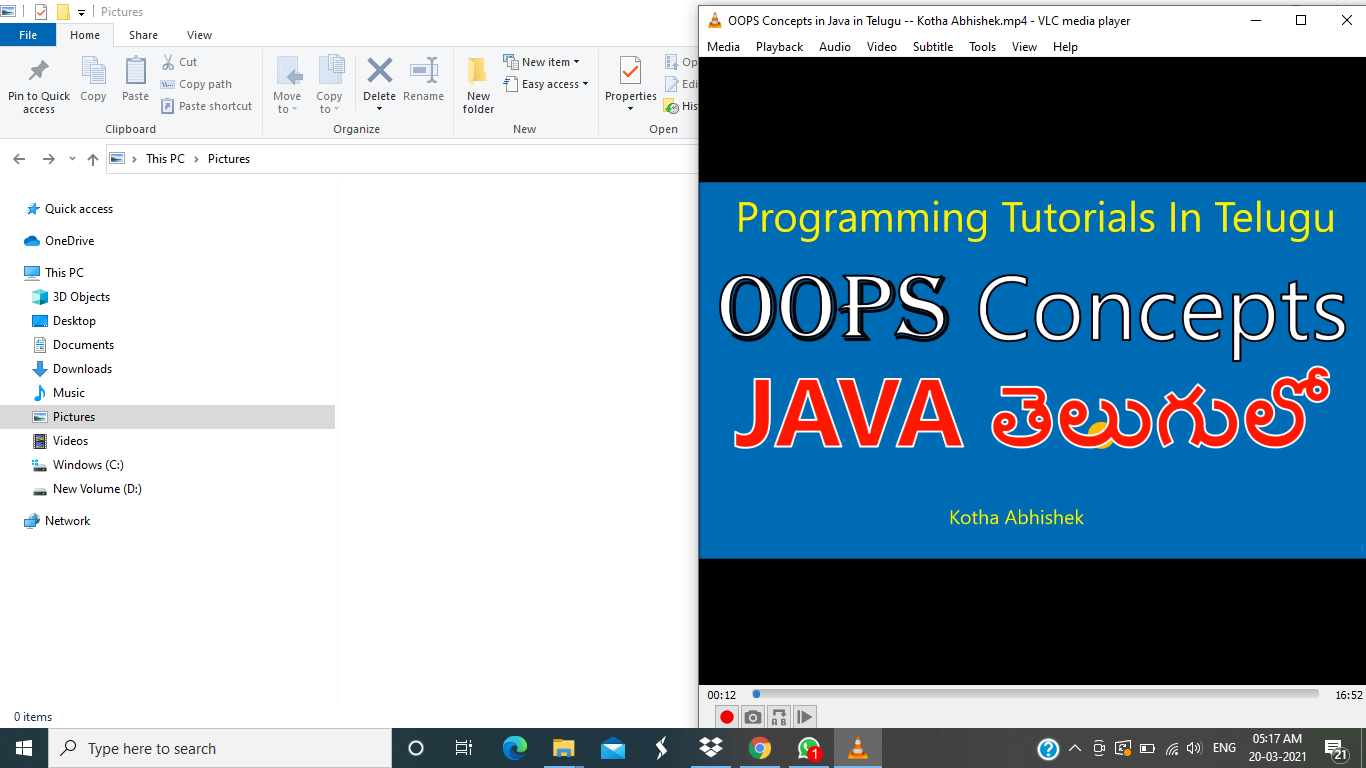 Pictures
File Home Share View
Pin to Quick access
Copy
Paste
Cut
Copy path
Paste shortcut
Clipboard
Move to
Copy to
Delete
Rename
Organize
New folder
New item
Easy access
New
Properties
Open
This PC > Pictures
Quick access
OneDrive
This PC
3D Objects
Desktop
Documents
Downloads
Music
Pictures
Videos
Windows (C:)
New Volume (D:)
Network
0 items
OOPS Concepts in Java in Telugu -- Kotha Abhishek.mp4 - VLC media player
Media Playback Audio Video Subtitle Tools View Help
Programming Tutorials In Telugu
OOPS Concepts
JAVA తెలుగులో
Kotha Abhishek
00:12 16:52
A B
Type here to search
1
ENG
05:17 AM
20-03-2021
21